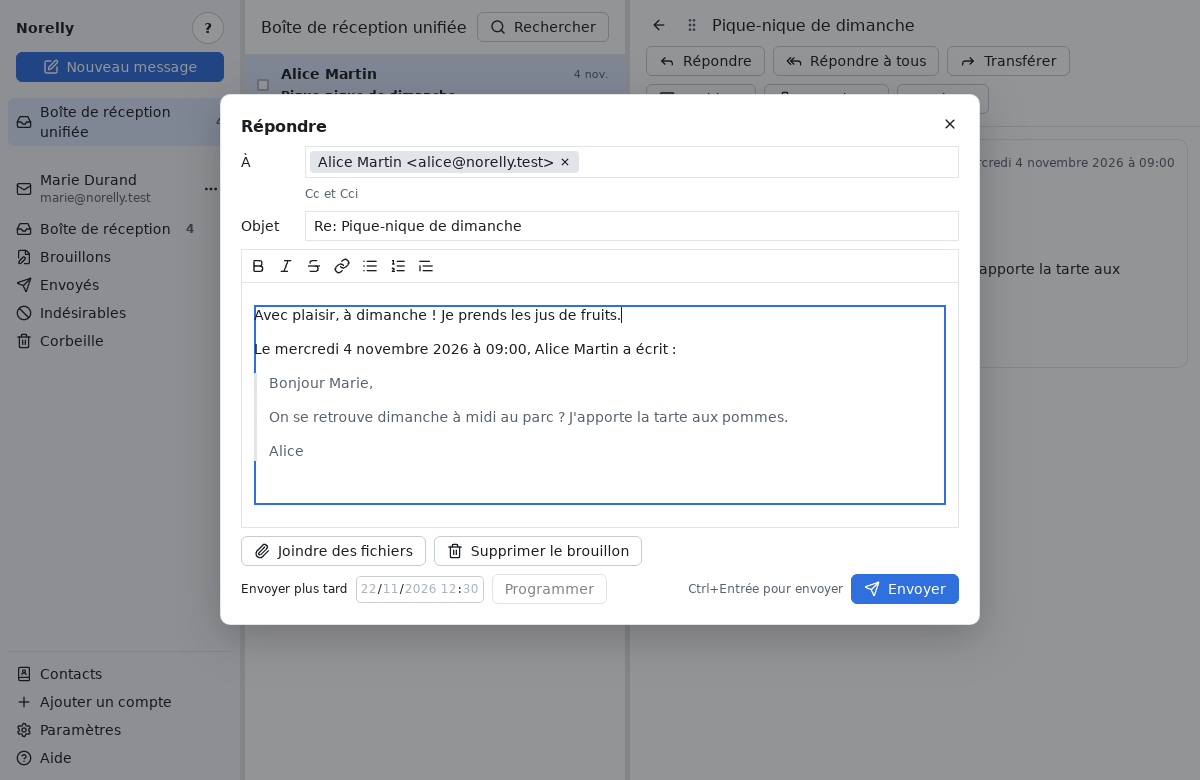 Norelly
?
Nouveau message
Boîte de réception unifiée
Marie Durand
marie@norelly.test
Boîte de réception 4
Brouillons
Envoyés
Indésirables
Corbeille
Contacts
Ajouter un compte
Paramètres
Aide
Boîte de réception unifiée
Rechercher
Alice Martin 4 nov.
Pique-nique de dimanche
Répondre
Répondre à tous
Transférer
credi 4 novembre 2026 à 09:00
apporte la tarte aux
Répondre
À Alice Martin <alice@norelly.test>
Cc et Cci
Objet Re: Pique-nique de dimanche
Avec plaisir, à dimanche ! Je prends les jus de fruits.
Le mercredi 4 novembre 2026 à 09:00, Alice Martin a écrit :
Bonjour Marie,
On se retrouve dimanche à midi au parc ? J'apporte la tarte aux pommes.
Alice
Joindre des fichiers
Supprimer le brouillon
Envoyer plus tard 22/11/2026 12:30 Programmer
Ctrl+Entrée pour envoyer
Envoyer